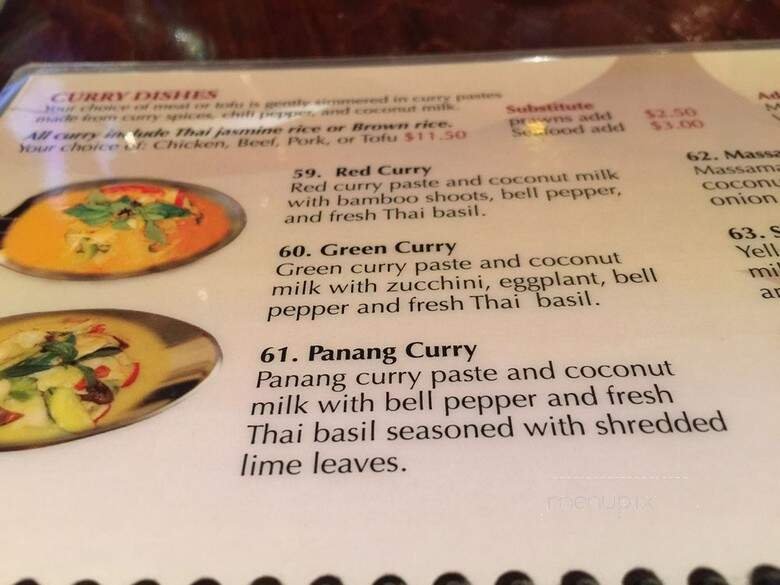 CURRY DISHES
Your choice of meat or tofu is gently simmered in curry pastes
made from curry spices, chili pepper, and coconut milk.
All curry include Thai jasmine rice or Brown rice.
Your choice of: Chicken, Beef, Pork, or Tofu $11.50
Substitute
prawns add $2.50
Seafood add $3.00
Ad
59. Red Curry
Red curry paste and coconut milk
with bamboo shoots, bell pepper,
and fresh Thai basil.
60. Green Curry
Green curry paste and coconut
milk with zucchini, eggplant, bell
pepper and fresh Thai basil.
61. Panang Curry
Panang curry paste and coconut
milk with bell pepper and fresh
Thai basil seasoned with shredded
lime leaves.
62. Massa
Massama
coconu
onion
63. S
Yell
mil
ar
menupix